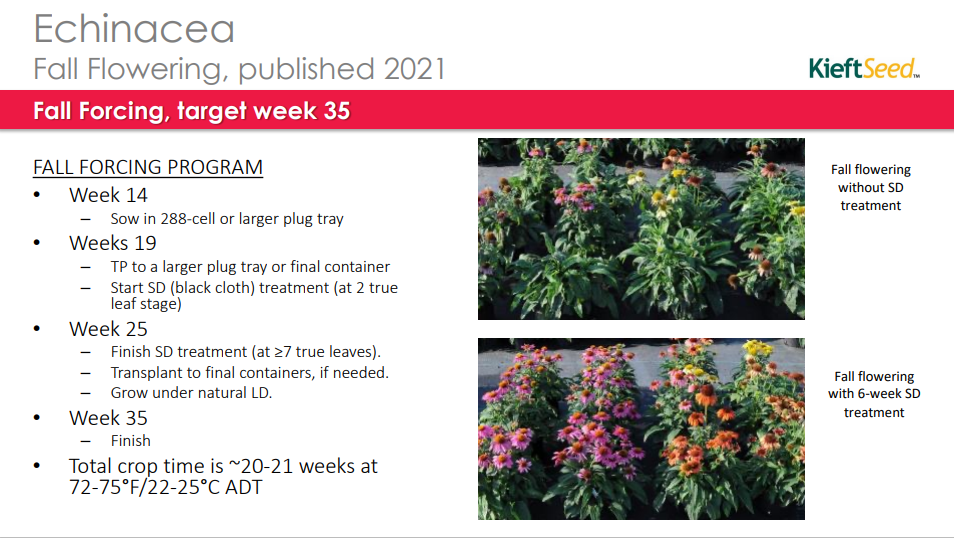 Echinacea
Fall Flowering, published 2021
KieftSeed™
Fall Forcing, target week 35
FALL FORCING PROGRAM
• Week 14
– Sow in 288-cell or larger plug tray
• Weeks 19
– TP to a larger plug tray or final container
– Start SD (black cloth) treatment (at 2 true
leaf stage)
• Week 25
– Finish SD treatment (at ≥7 true leaves).
– Transplant to final containers, if needed.
– Grow under natural LD.
• Week 35
– Finish
• Total crop time is ~20-21 weeks at
72-75°F/22-25°C ADT
Fall flowering
without SD
treatment
Fall flowering
with 6-week SD
treatment